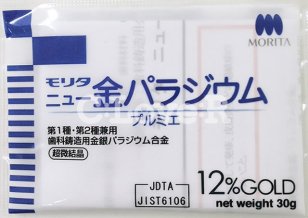 MORITA
モリタ
ニュー金パラジウム
プルミエ
第1種・第2種兼用
歯科鋳造用金銀パラジウム合金
超微結晶
JDTA
JIST6106
12%GOLD
net weight 30g